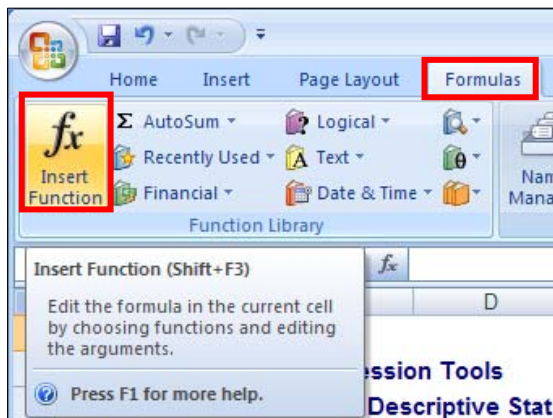 Home Insert Page Layout Formulas
fx Insert Function
Σ AutoSum
Recently Used
Financial
? Logical
A Text
Date & Time
θ
Function Library
Insert Function (Shift+F3)
Edit the formula in the current cell
by choosing functions and editing
the arguments.
? Press F1 for more help.
fx
D
Tools
Descriptive